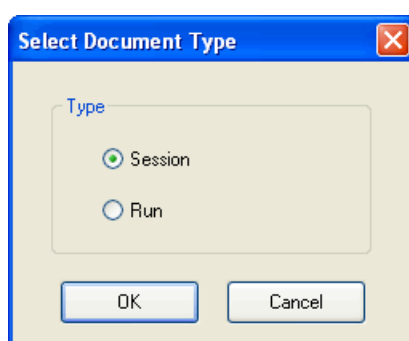 Select Document Type
Type
Session
Run
OK Cancel